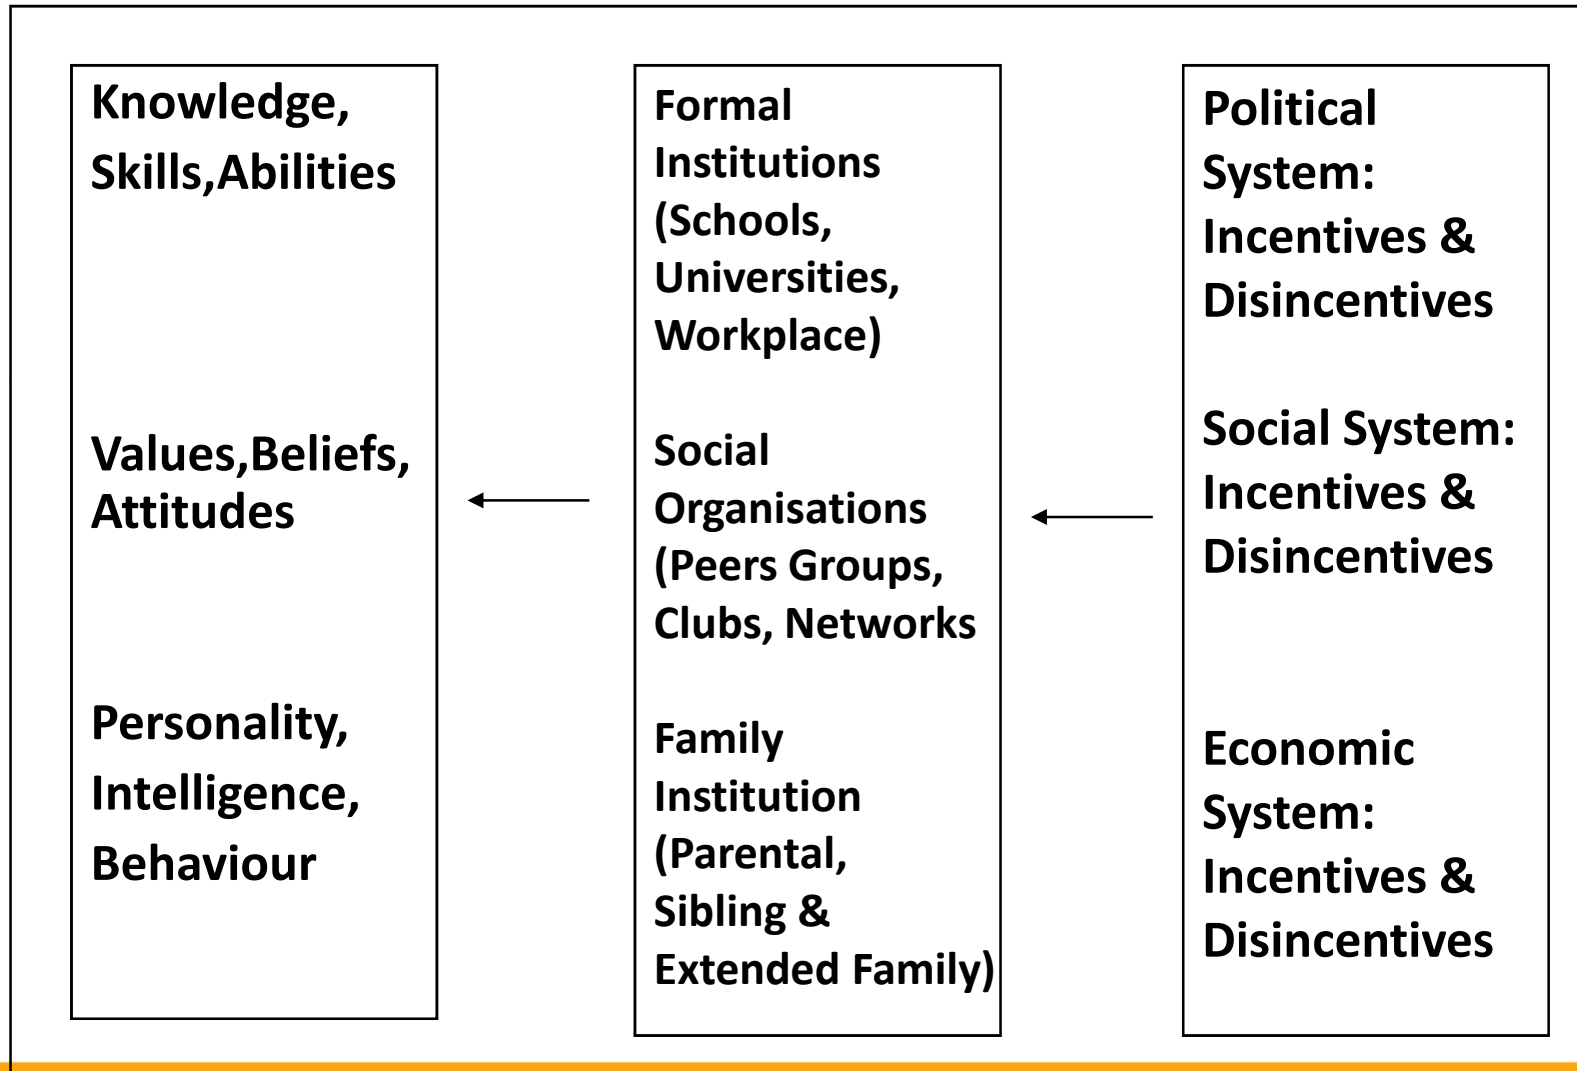 Knowledge,
Skills,Abilities
Values,Beliefs,
Attitudes
Personality,
Intelligence,
Behaviour
Formal
Institutions
(Schools,
Universities,
Workplace)
Social
Organisations
(Peers Groups,
Clubs, Networks
Family
Institution
(Parental,
Sibling &
Extended Family)
Political
System:
Incentives &
Disincentives
Social System:
Incentives &
Disincentives
Economic
System:
Incentives &
Disincentives